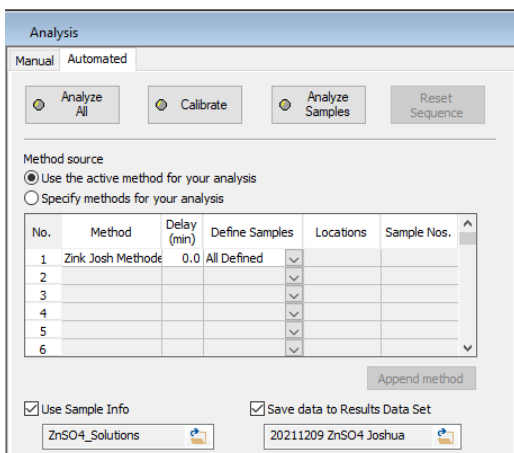 Analysis
Manual Automated
Analyze All Calibrate Analyze Samples Reset Sequence
Method source
Use the active method for your analysis
Specify methods for your analysis
No. Method Delay (min) Define Samples Locations Sample Nos.
1 Zink Josh Methode 0.0 All Defined
2
3
4
5
6
Append method
Use Sample Info Save data to Results Data Set
ZnSO4_Solutions 20211209 ZnSO4 Joshua